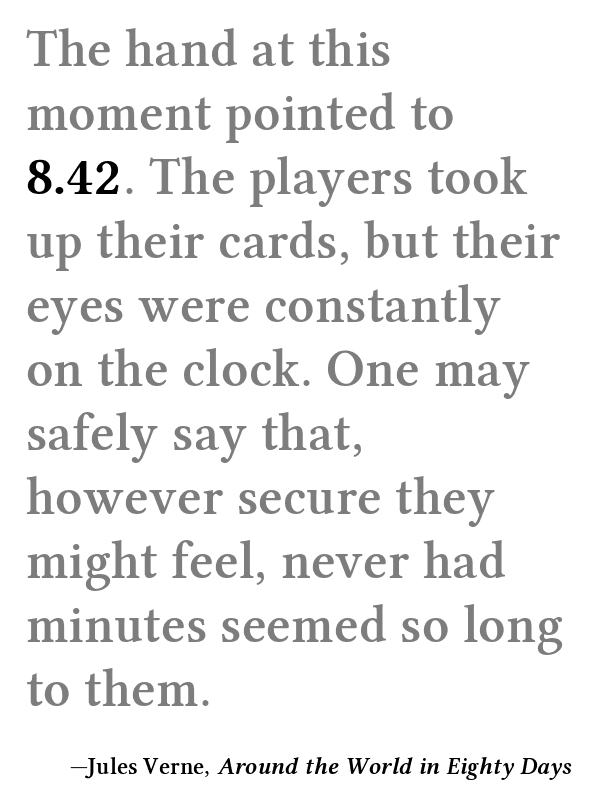 The hand at this
moment pointed to
8.42. The players took
up their cards, but their
eyes were constantly
on the clock. One may
safely say that,
however secure they
might feel, never had
minutes seemed so long
to them.
—Jules Verne, Around the World in Eighty Days